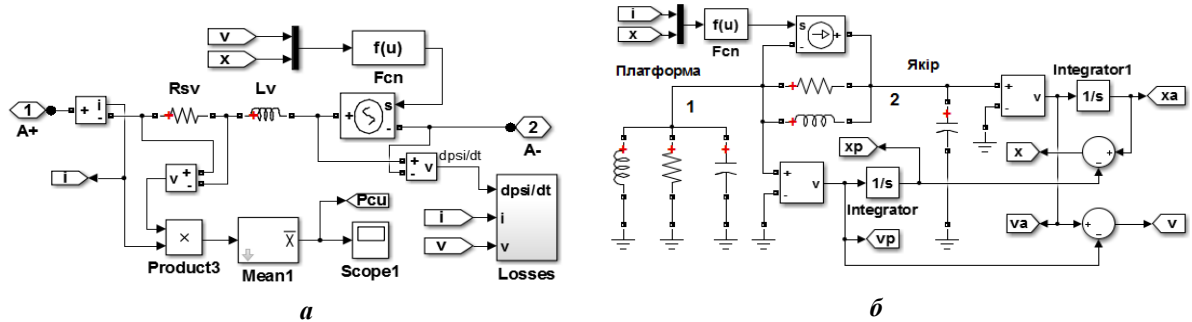 v
x
f(u)
Fcn
Rsv
Lv
1
A+
+
i
-
+
s
-
2
A-
v
+
-
+
-
v
dpsi/dt
i
Pcu
×
Product3
x
Mean1
Scope1
i
v
dpsi/dt
i
v
Losses
а
i
x
f(u)
Fcn
s
-
Платформа
1
Якір
2
+
-
v
Integrator1
1/s
xa
xp
x
+
-
+
-
v
1/s
Integrator
vp
va
+
-
v
б